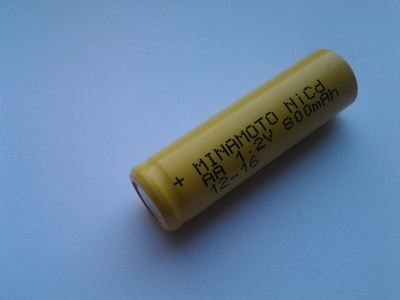 + MINAMOTO NiCd
AA 1.2V 800mAh
12-16